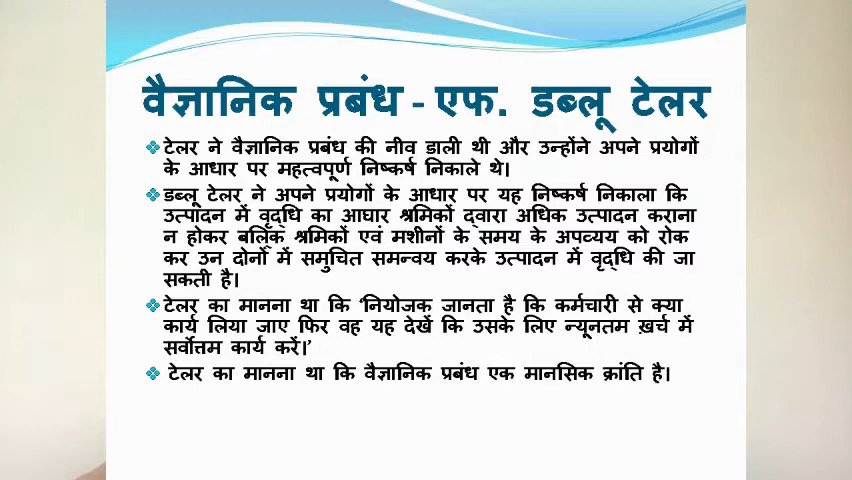 वैज्ञानिक प्रबंध - एफ. डब्लू टेलर
❖टेलर ने वैज्ञानिक प्रबंध की नीव डाली थी और उन्होंने अपने प्रयोगों
के आधार पर महत्वपूर्ण निष्कर्ष निकाले थे।
❖डब्लू टेलर ने अपने प्रयोगों के आधार पर यह निष्कर्ष निकाला कि
उत्पादन में वृद्धि का आघार श्रमिकों द्वारा अधिक उत्पादन कराना
न होकर बल्कि श्रमिकों एवं मशीनों के समय के अपव्यय को रोक
कर उन दोनों में समुचित समन्वय करके उत्पादन में वृद्धि की जा
सकती है।
❖टेलर का मानना था कि ‘नियोजक जानता है कि कर्मचारी से क्या
कार्य लिया जाए फिर वह यह देखें कि उसके लिए न्यूनतम ख़र्च में
सर्वोत्तम कार्य करें।’
❖ टेलर का मानना था कि वैज्ञानिक प्रबंध एक मानसिक क्रांति है।